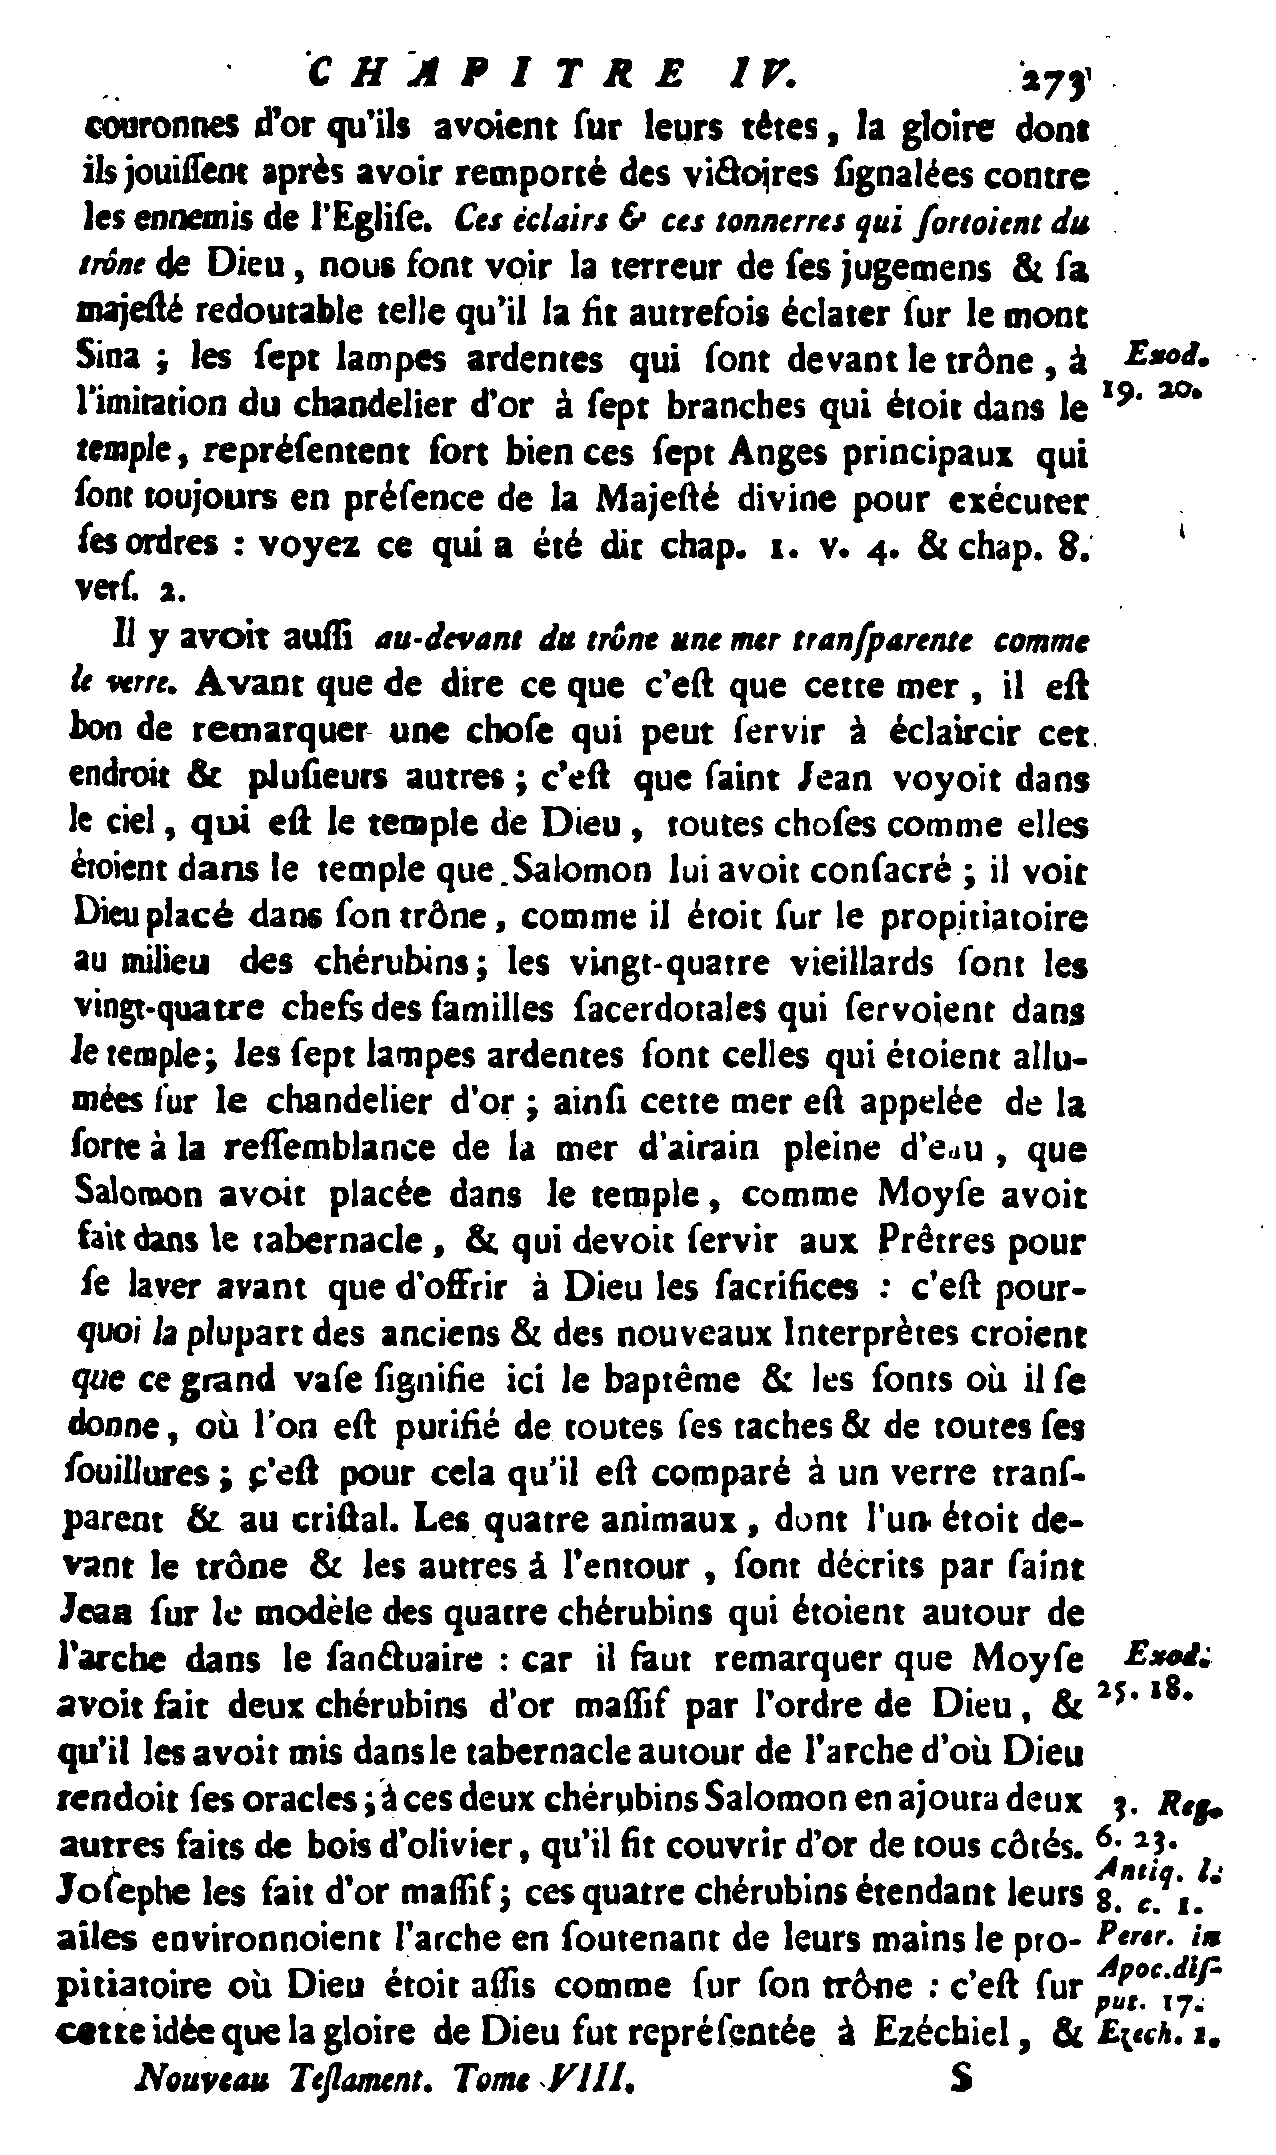 CHAPITRE IV. 273
couronnes d'or qu'ils avoient ſur leurs têtes, la gloire dont
ils jouiſſent après avoir remporté des victoires ſignalées contre
les ennemis de l'Egliſe. Ces éclairs & ces tonnerres qui ſortoient du
trône de Dieu, nous font voir la terreur de ſes jugemens & ſa
majeſté redoutable telle qu'il la fit autrefois éclater ſur le mont
Sina ; les ſept lampes ardentes qui ſont devant le trône, à
Exod.
l'imitation du chandelier d'or à ſept branches qui étoit dans le
19. 20.
temple, repréſentent fort bien ces ſept Anges principaux qui
ſont toujours en préſence de la Majeſté divine pour exécuter
ſes ordres : voyez ce qui a été dit chap. 1. v. 4. & chap. 8.
verſ. 2.
Il y avoit auſſi au-devant du trône une mer tranſparente comme
le verre. Avant que de dire ce que c'eſt que cette mer, il eſt
bon de remarquer une choſe qui peut ſervir à éclaircir cet
endroit & pluſieurs autres ; c'eſt que ſaint Jean voyoit dans
le ciel, qui eſt le temple de Dieu, toutes choſes comme elles
étoient dans le temple que Salomon lui avoit conſacré ; il voit
Dieu placé dans ſon trône, comme il étoit ſur le propitiatoire
au milieu des chérubins ; les vingt-quatre vieillards ſont les
vingt-quatre chefs des familles ſacerdotales qui ſervoient dans
le temple ; les ſept lampes ardentes ſont celles qui étoient allu-
mées ſur le chandelier d'or ; ainſi cette mer eſt appelée de la
ſorte à la reſſemblance de la mer d'airain pleine d'eau, que
Salomon avoit placée dans le temple, comme Moyſe avoit
fait dans le tabernacle, & qui devoit ſervir aux Prêtres pour
ſe laver avant que d'offrir à Dieu les ſacrifices : c'eſt pour-
quoi la plupart des anciens & des nouveaux Interprètes croient
que ce grand vaſe ſignifie ici le baptême & les fonts où il ſe
donne, où l'on eſt purifié de toutes ſes taches & de toutes ſes
ſouillures ; c'eſt pour cela qu'il eſt comparé à un verre tranſ-
parent & au criſtal. Les quatre animaux, dont l'un étoit de-
vant le trône & les autres à l'entour, ſont décrits par ſaint
Jean ſur le modèle des quatre chérubins qui étoient autour de
l'arche dans le ſanctuaire : car il faut remarquer que Moyſe
Exod.
avoit fait deux chérubins d'or maſſif par l'ordre de Dieu, &
25. 18.
qu'il les avoit mis dans le tabernacle autour de l'arche d'où Dieu
rendoit ſes oracles ; à ces deux chérubins Salomon en ajouta deux
3. Reg.
autres faits de bois d'olivier, qu'il fit couvrir d'or de tous côtés.
6. 23.
Antiq. l.
Joſephe les fait d'or maſſif ; ces quatre chérubins étendant leurs
8. c. 1.
ailes environnoient l'arche en ſoutenant de leurs mains le pro-
Perer. in
pitiatoire où Dieu étoit aſſis comme ſur ſon trône : c'eſt ſur
Apoc. diſ-
put. 17.
cette idée que la gloire de Dieu fut repréſentée à Ezéchiel, &
Ezech. 1.
Nouveau Teſtament. Tome VIII. S